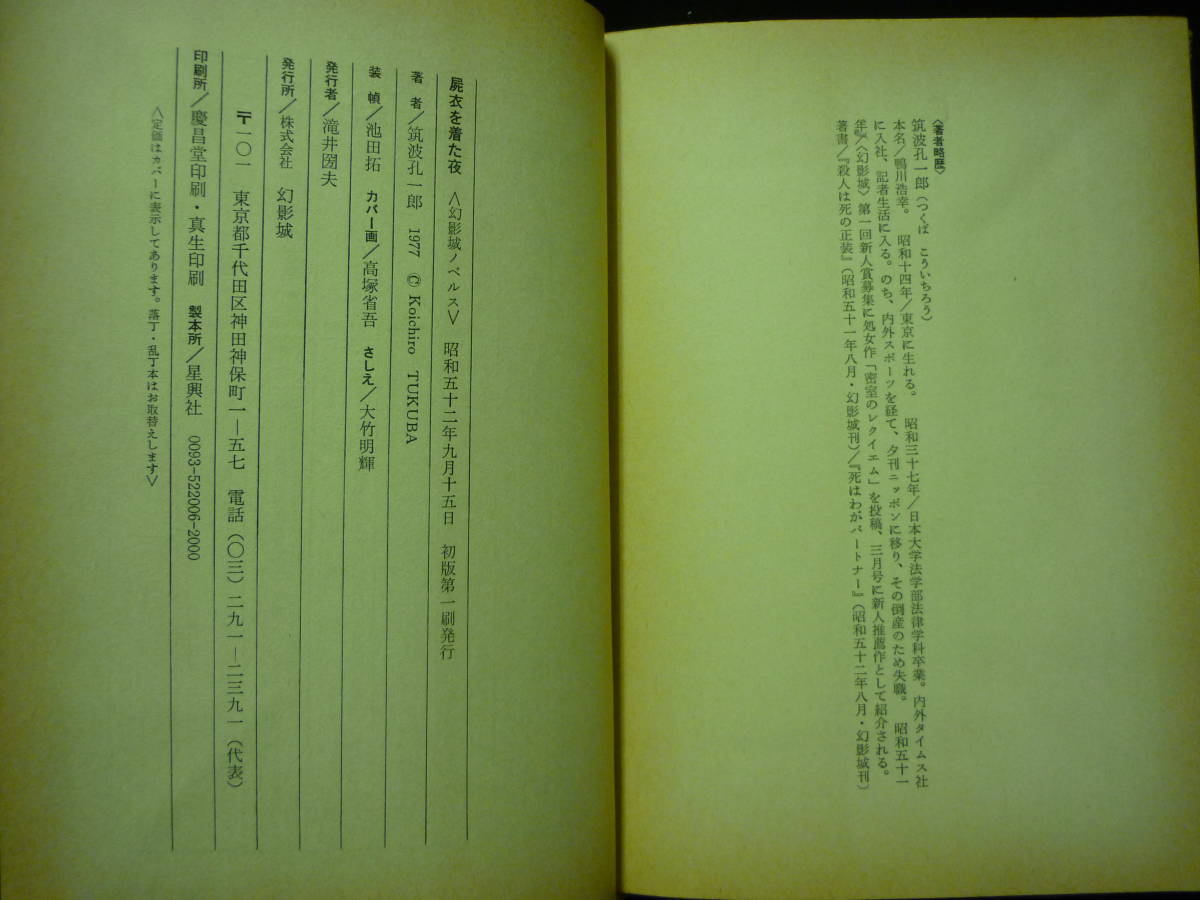 〈著者略歴〉
筑波孔一郎(つくば こういちろう)
本名/鴨川浩幸。 昭和十四年/東京に生れる。 昭和三十七年/日本大学法学部法律学科卒業。内外タイムス社
に入社、記者生活に入る。のち、内外スポーツを経て、夕刊ニッポンに移り、その倒産のため失職。 昭和五十一
年/〈幻影城〉第一回新人賞募集に処女作「密室のレクイエム」を投稿、三月号に新人推薦作として紹介される。
著書/『殺人は死の正装』(昭和五十一年八月・幻影城刊)/『死はわがパートナー』(昭和五十二年八月・幻影城刊)
屍衣を着た夜 〈幻影城ノベルス〉 昭和五十二年九月十五日 初版第一刷発行
著 者/筑波孔一郎 1977 © Koichiro TUKUBA
装 幀/池田拓 カバー画/高塚省吾 さしえ/大竹明輝
発行者/滝井圀夫
発行所/株式会社 幻影城
〒一〇一 東京都千代田区神田神保町一―五七 電話(〇三)二九一―二三九一(代表)
印刷所/慶昌堂印刷・真生印刷 製本所/星興社 0093-522006-2000
〈定価はカバーに表示してあります。落丁・乱丁本はお取替えします〉